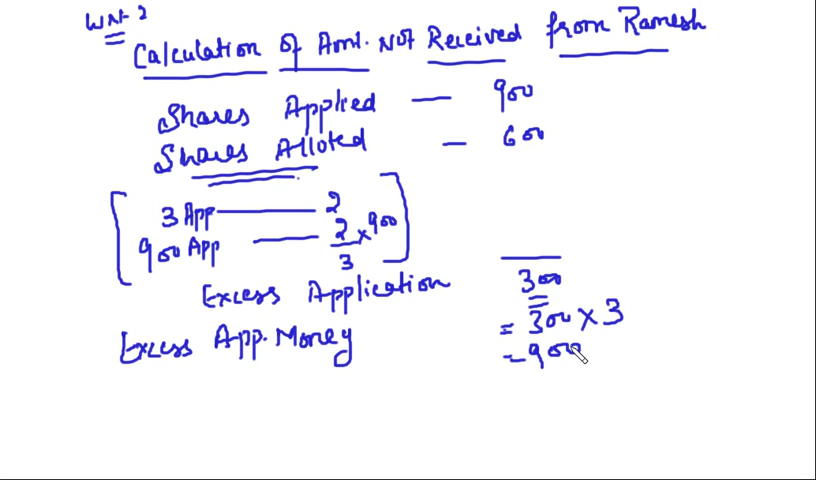 W.N-2
Calculation of Amt. Not Received from Ramesh
Shares Applied — 900
Shares Alloted — 600
3 App — 2
900 App — 2/3 × 900
Excess Application 300
Excess App. Money = 300 × 3
= 900